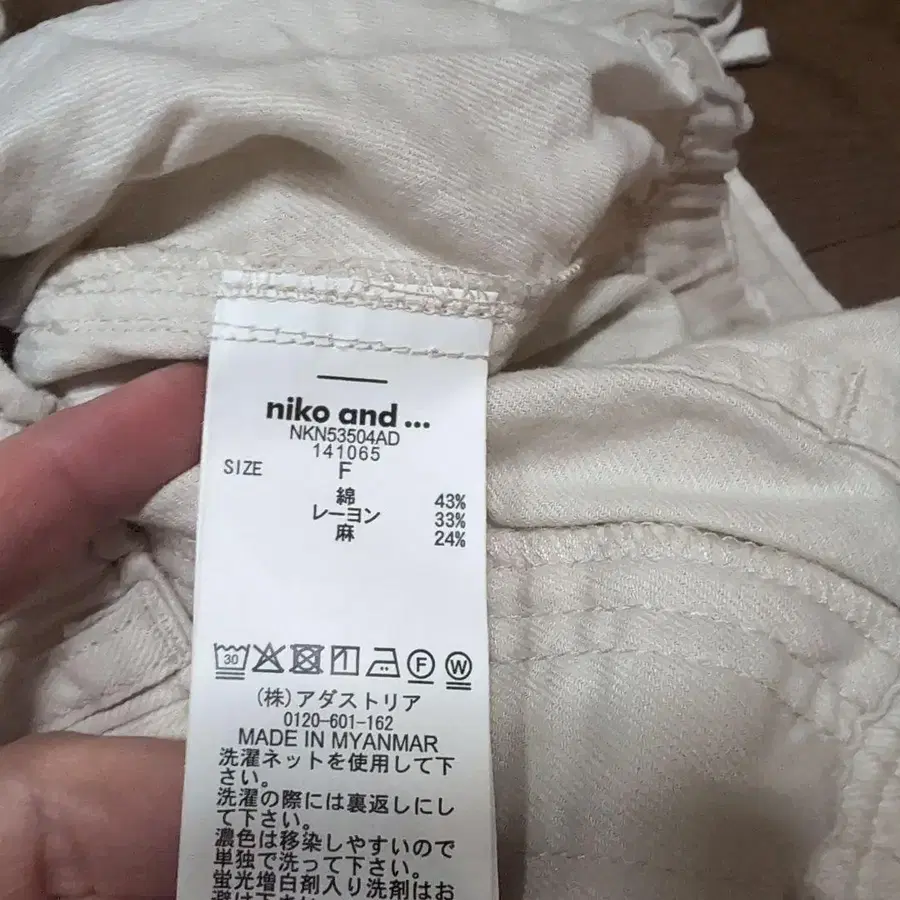 niko and ...
NKN53504AD
141065
SIZE F
綿 43%
レーヨン 33%
麻 24%
30 F W
(株)アダストリア
0120-601-162
MADE IN MYANMAR
洗濯ネットを使用して下
さい。
洗濯の際には裏返しにし
て下さい。
濃色は移染しやすいので
単独で洗って下さい。
蛍光増白剤入り洗剤はお